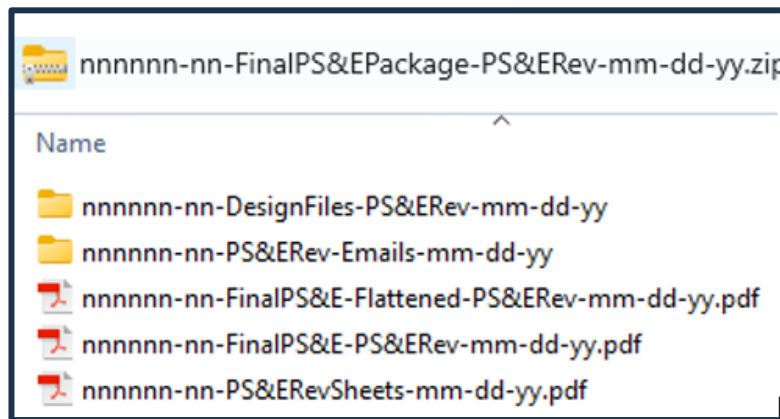 nnnnnn-nn-FinalPS&EPackage-PS&ERev-mm-dd-yy.zip
Name
nnnnnn-nn-DesignFiles-PS&ERev-mm-dd-yy
nnnnnn-nn-PS&ERev-Emails-mm-dd-yy
nnnnnn-nn-FinalPS&E-Flattened-PS&ERev-mm-dd-yy.pdf
nnnnnn-nn-FinalPS&E-PS&ERev-mm-dd-yy.pdf
nnnnnn-nn-PS&ERevSheets-mm-dd-yy.pdf